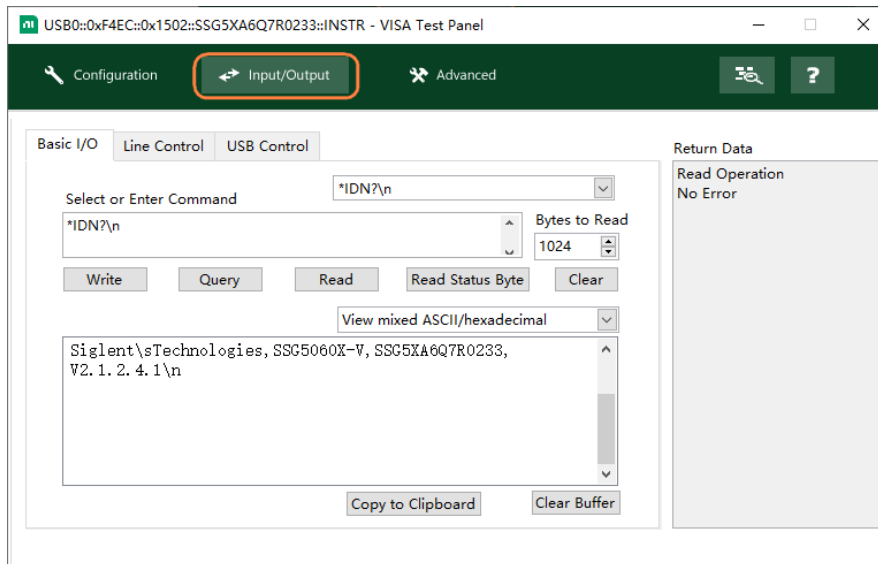 USB0::0xF4EC::0x1502::SSG5XA6Q7R0233::INSTR - VISA Test Panel
Configuration
Input/Output
Advanced
?
Basic I/O
Line Control
USB Control
Select or Enter Command
*IDN?\n
*IDN?\n
Bytes to Read
1024
Write
Query
Read
Read Status Byte
Clear
View mixed ASCII/hexadecimal
Siglent\sTechnologies,SSG5060X-V,SSG5XA6Q7R0233,
V2.1.2.4.1\n
Copy to Clipboard
Clear Buffer
Return Data
Read Operation
No Error